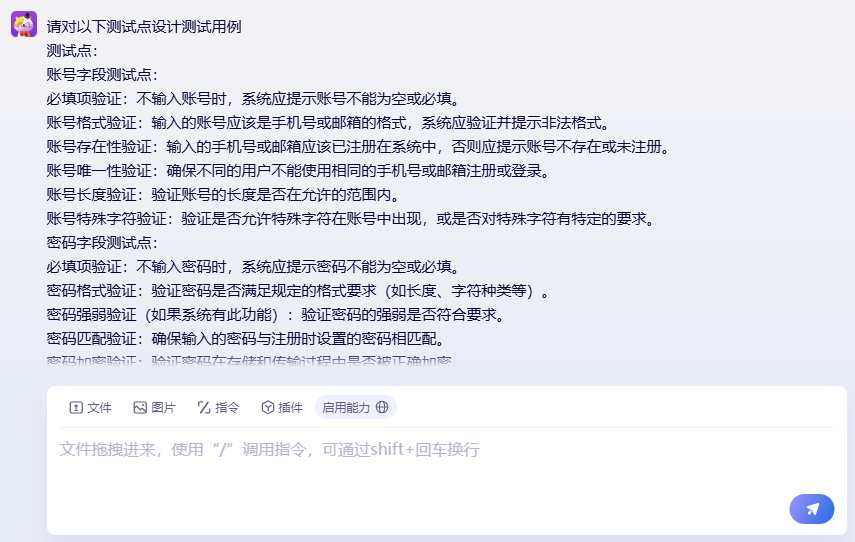 请对以下测试点设计测试用例
测试点：
账号字段测试点：
必填项验证：不输入账号时，系统应提示账号不能为空或必填。
账号格式验证：输入的账号应该是手机号或邮箱的格式，系统应验证并提示非法格式。
账号存在性验证：输入的手机号或邮箱应该已注册在系统中，否则应提示账号不存在或未注册。
账号唯一性验证：确保不同的用户不能使用相同的手机号或邮箱注册或登录。
账号长度验证：验证账号的长度是否在允许的范围内。
账号特殊字符验证：验证是否允许特殊字符在账号中出现，或是否对特殊字符有特定的要求。
密码字段测试点：
必填项验证：不输入密码时，系统应提示密码不能为空或必填。
密码格式验证：验证密码是否满足规定的格式要求（如长度、字符种类等）。
密码强弱验证（如果系统有此功能）：验证密码的强弱是否符合要求。
密码匹配验证：确保输入的密码与注册时设置的密码相匹配。
密码加密验证：验证密码在存储和传输过程中是否被正确加密
文件 图片 指令 插件 启用能力
文件拖拽进来，使用“/”调用指令，可通过shift+回车换行